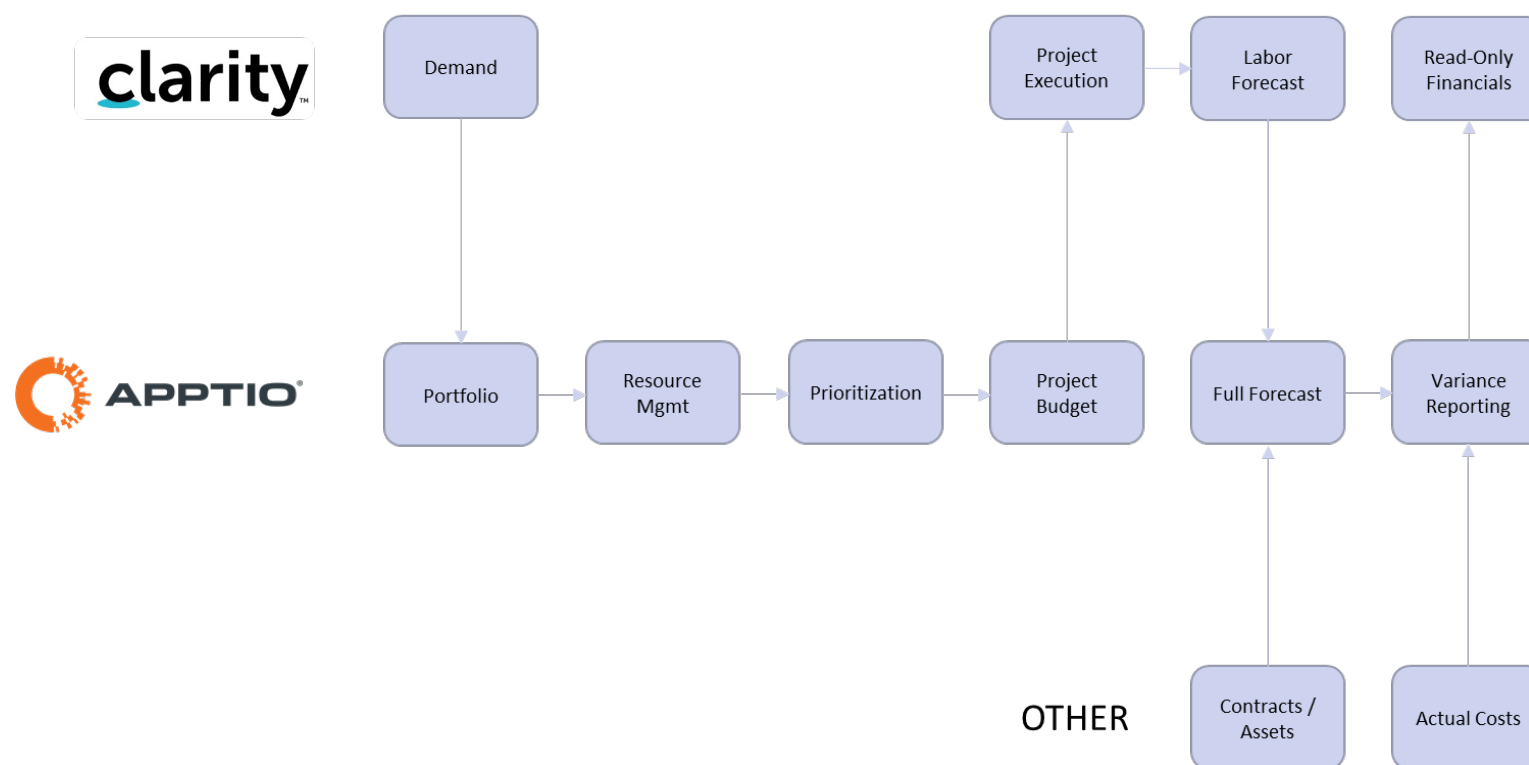 clarity™
Demand
Project
Execution
Labor
Forecast
Read-Only
Financials
APPTIO®
Portfolio
Resource
Mgmt
Prioritization
Project
Budget
Full Forecast
Variance
Reporting
OTHER
Contracts /
Assets
Actual Costs